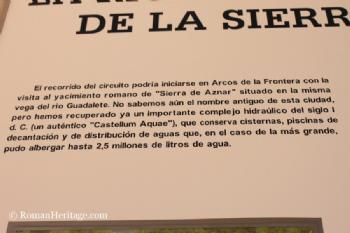 DE LA SIERR
El recorrido del circuito podría iniciarse en Arcos de la Frontera con la
visita al yacimiento romano de "Sierra de Aznar" situado en la misma
vega del río Guadalete. No sabemos aún el nombre antiguo de esta ciudad,
pero hemos recuperado ya un importante complejo hidraúlico del siglo I
d. C. (un auténtico "Castellum Aquae"), que conserva cisternas, piscinas de
decantación y de distribución de aguas que, en el caso de la más grande,
pudo albergar hasta 2,5 millones de litros de agua.
© RomanHeritage.com